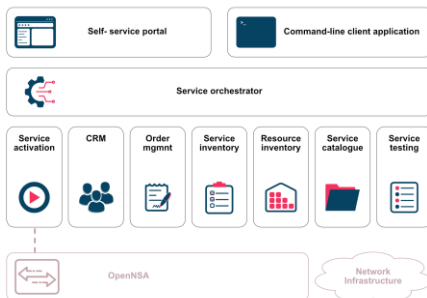 Self- service portal
Command-line client application
Service orchestrator
Service
activation
CRM
Order
mgmnt
Service
inventory
Resource
inventory
Service
catalogue
Service
testing
OpenNSA
Network
Infrastructure